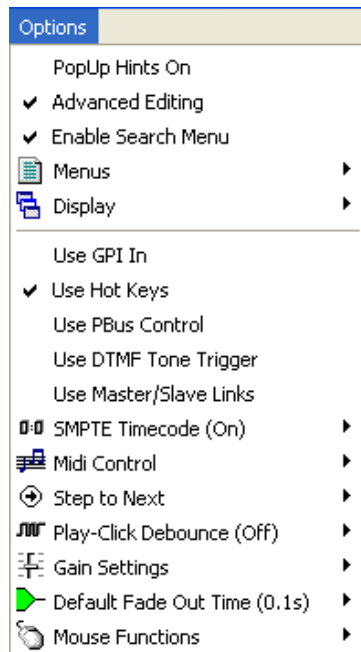 Options
PopUp Hints On
Advanced Editing
Enable Search Menu
Menus
Display
Use GPI In
Use Hot Keys
Use PBus Control
Use DTMF Tone Trigger
Use Master/Slave Links
SMPTE Timecode (On)
Midi Control
Step to Next
Play-Click Debounce (Off)
Gain Settings
Default Fade Out Time (0.1s)
Mouse Functions